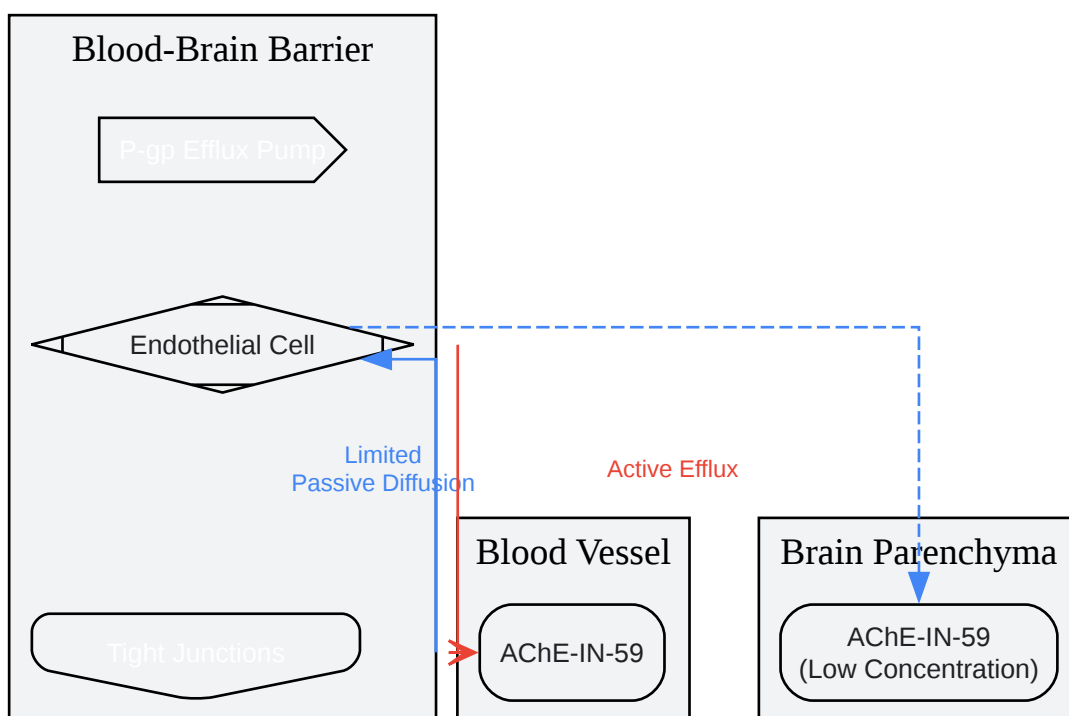 Blood-Brain Barrier
P-gp Efflux Pump
Endothelial Cell
Limited
Passive Diffusion
Active Efflux
Blood Vessel
Brain Parenchyma
Tight Junctions
AChE-IN-59
AChE-IN-59
(Low Concentration)